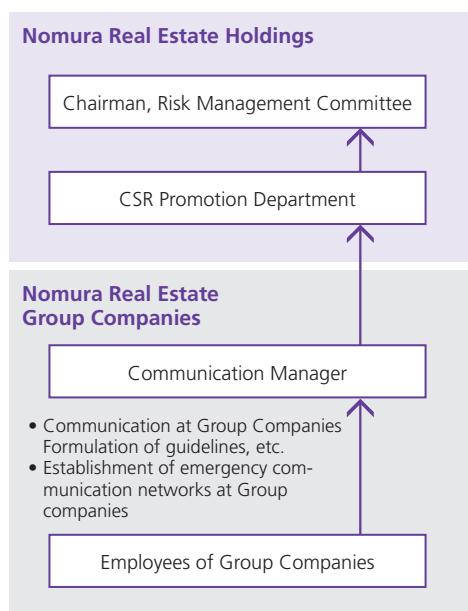 Nomura Real Estate Holdings
Chairman, Risk Management Committee
CSR Promotion Department
Nomura Real Estate
Group Companies
Communication Manager
• Communication at Group Companies
Formulation of guidelines, etc.
• Establishment of emergency com-
munication networks at Group
companies
Employees of Group Companies